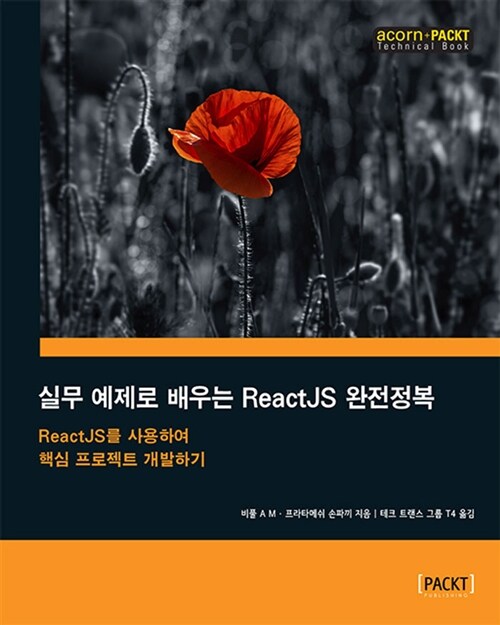 acorn+PACKT
Technical Book
실무 예제로 배우는 ReactJS 완전정복
ReactJS를 사용하여
핵심 프로젝트 개발하기
비풀 A M · 프라타메쉬 손파끼 지음 | 테크 트랜스 그룹 T4 옮김
[PACKT]
PUBLISHING